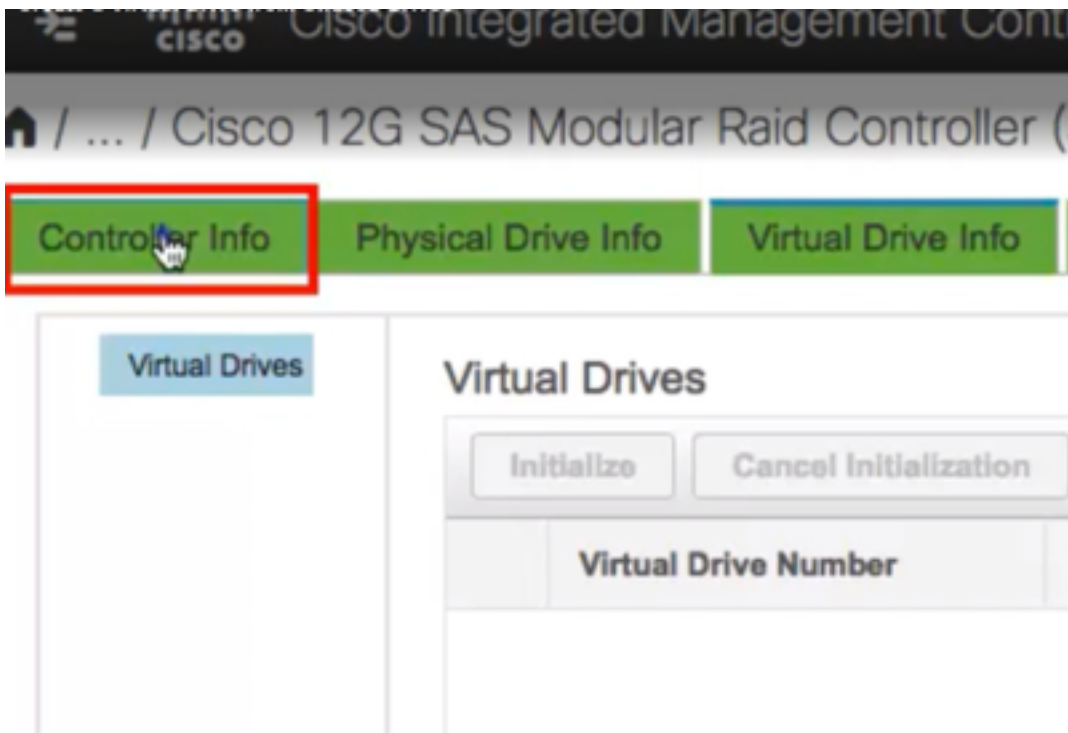 CISCO Cisco Integrated Management Cont
/ ... / Cisco 12G SAS Modular Raid Controller (
Controller Info Physical Drive Info Virtual Drive Info
Virtual Drives
Virtual Drives
Initialize Cancel Initialization
Virtual Drive Number